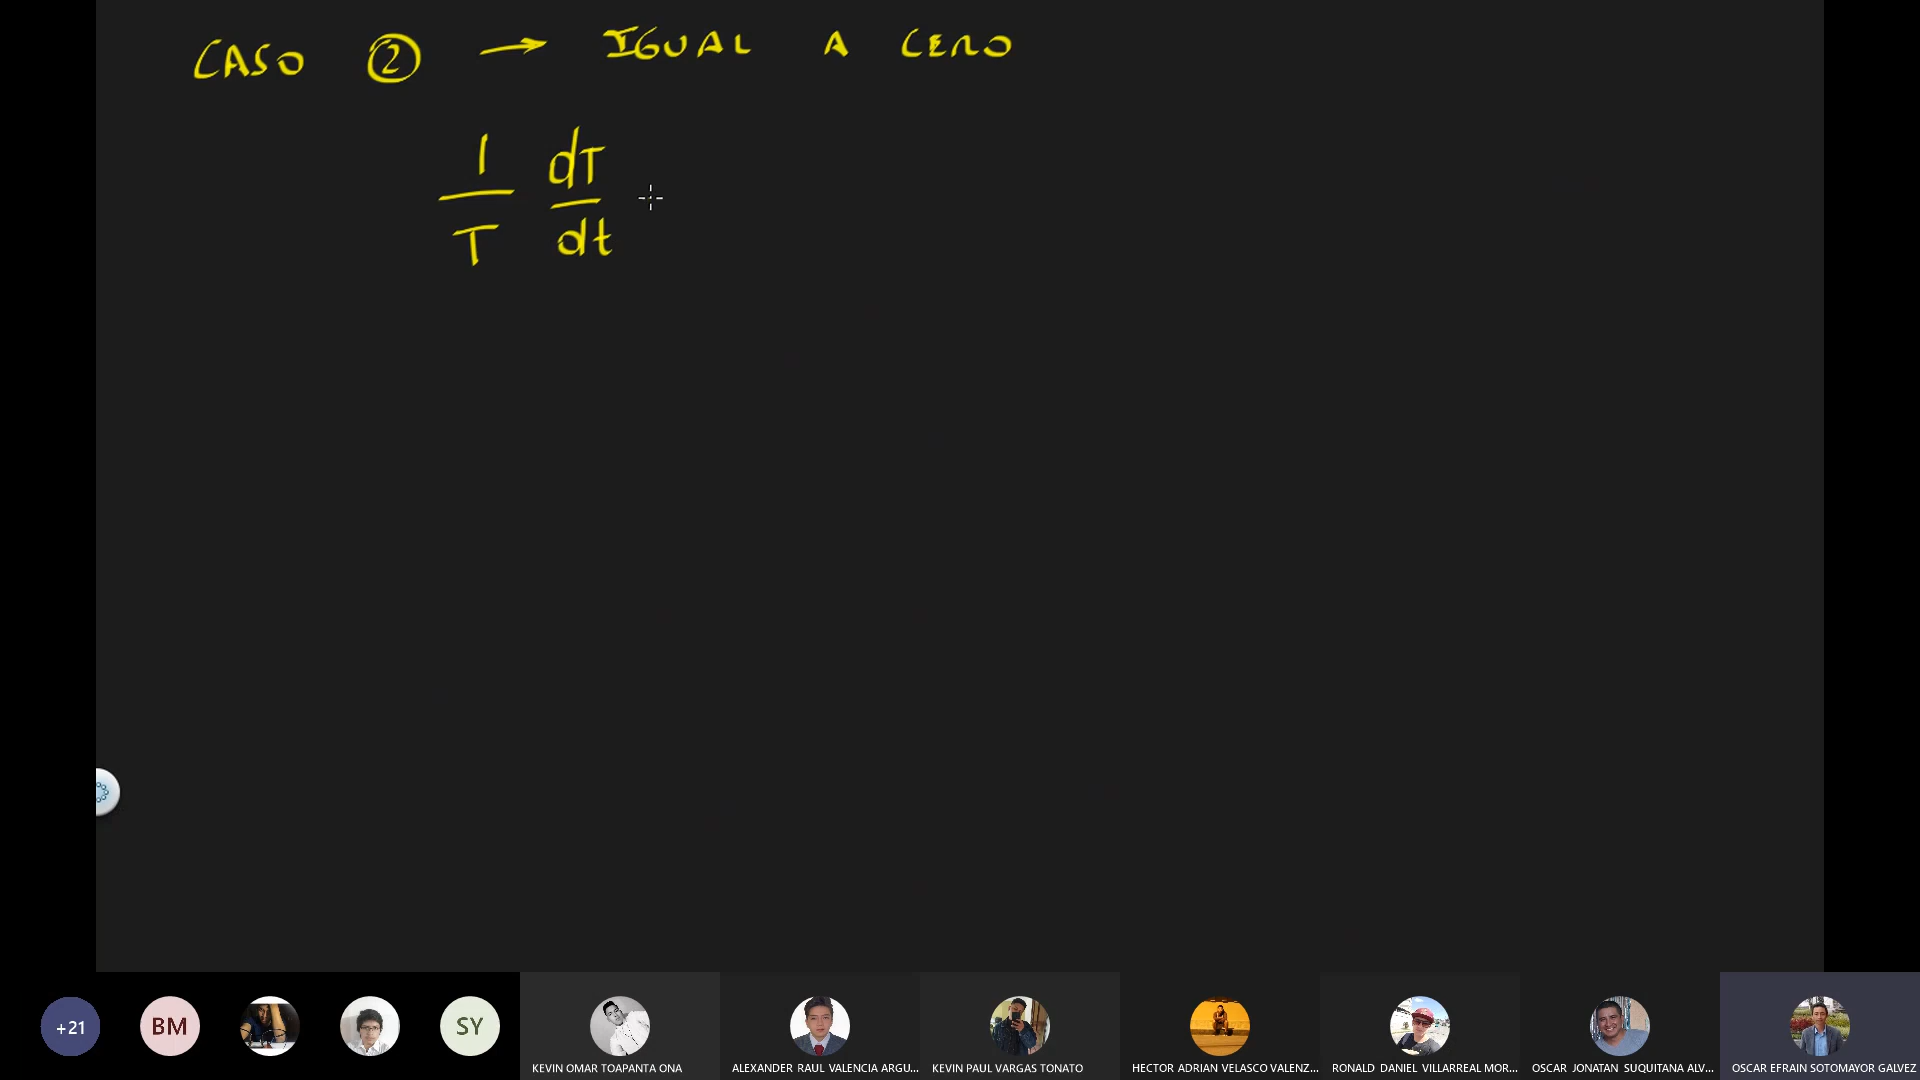 CASO ② → IGUAL A CERO
1 dT
T dt
+21
BM
SY
KEVIN OMAR TOAPANTA ONA
ALEXANDER RAUL VALENCIA ARGU...
KEVIN PAUL VARGAS TONATO
HECTOR ADRIAN VELASCO VALENZ...
RONALD DANIEL VILLARREAL MOR...
OSCAR JONATAN SUQUITANA ALV...
OSCAR EFRAIN SOTOMAYOR GALVEZ